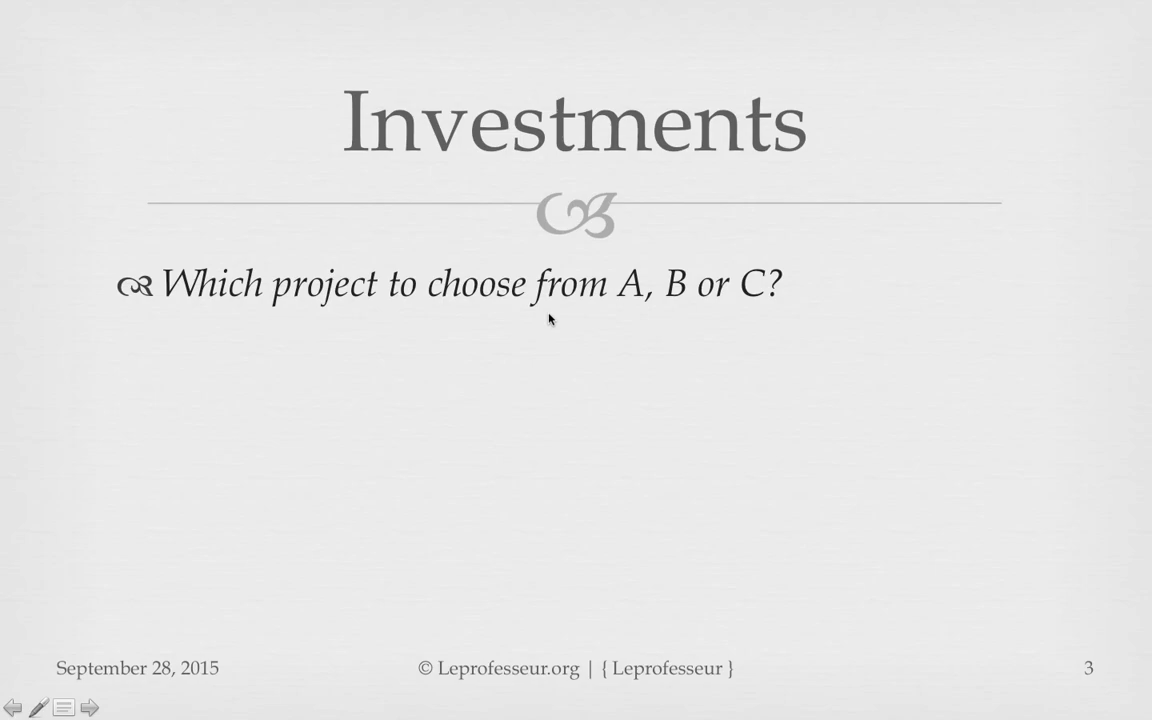 Investments
Which project to choose from A, B or C?
September 28, 2015
© Leprofesseur.org | { Leprofesseur }
3